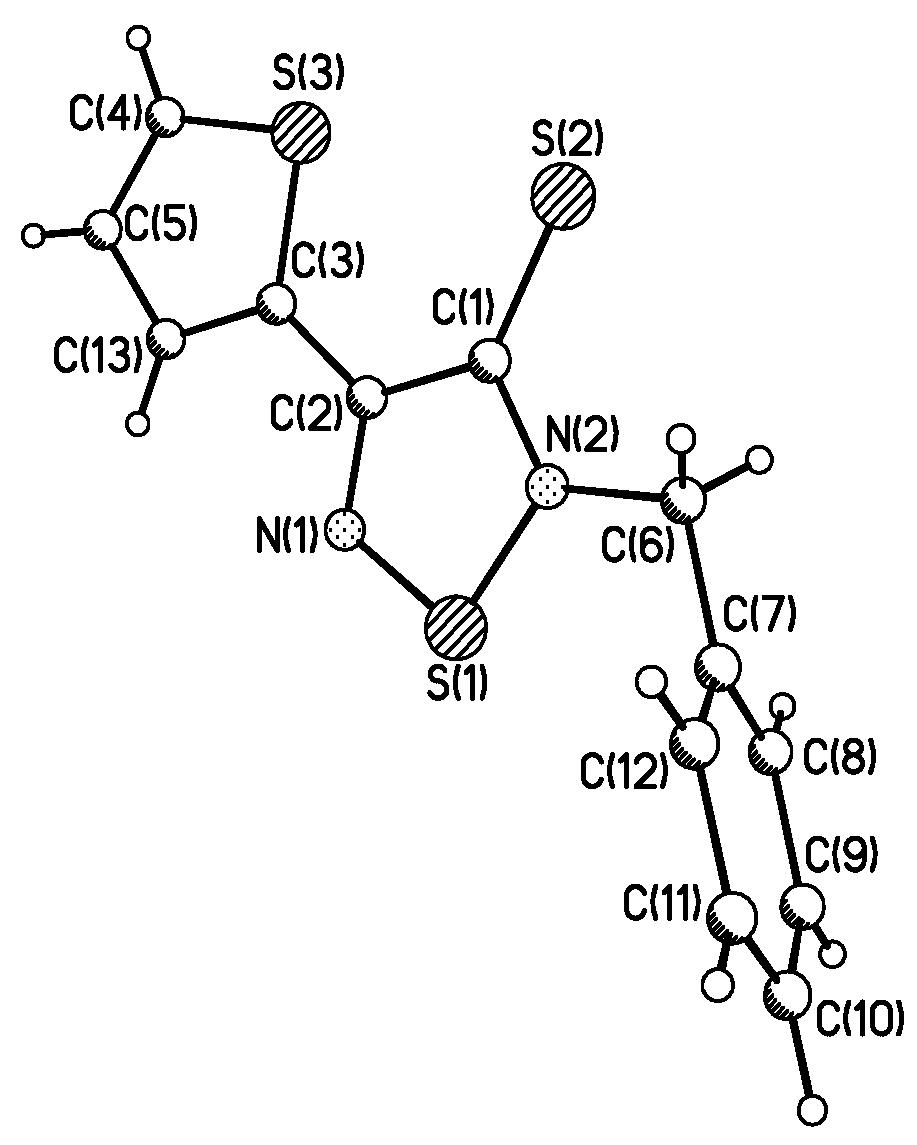 S(3)
C(4)
S(2)
C(5)
C(3)
C(1)
C(13)
C(2)
N(2)
N(1)
C(6)
C(7)
S(1)
C(12)
C(8)
C(9)
C(11)
C(10)